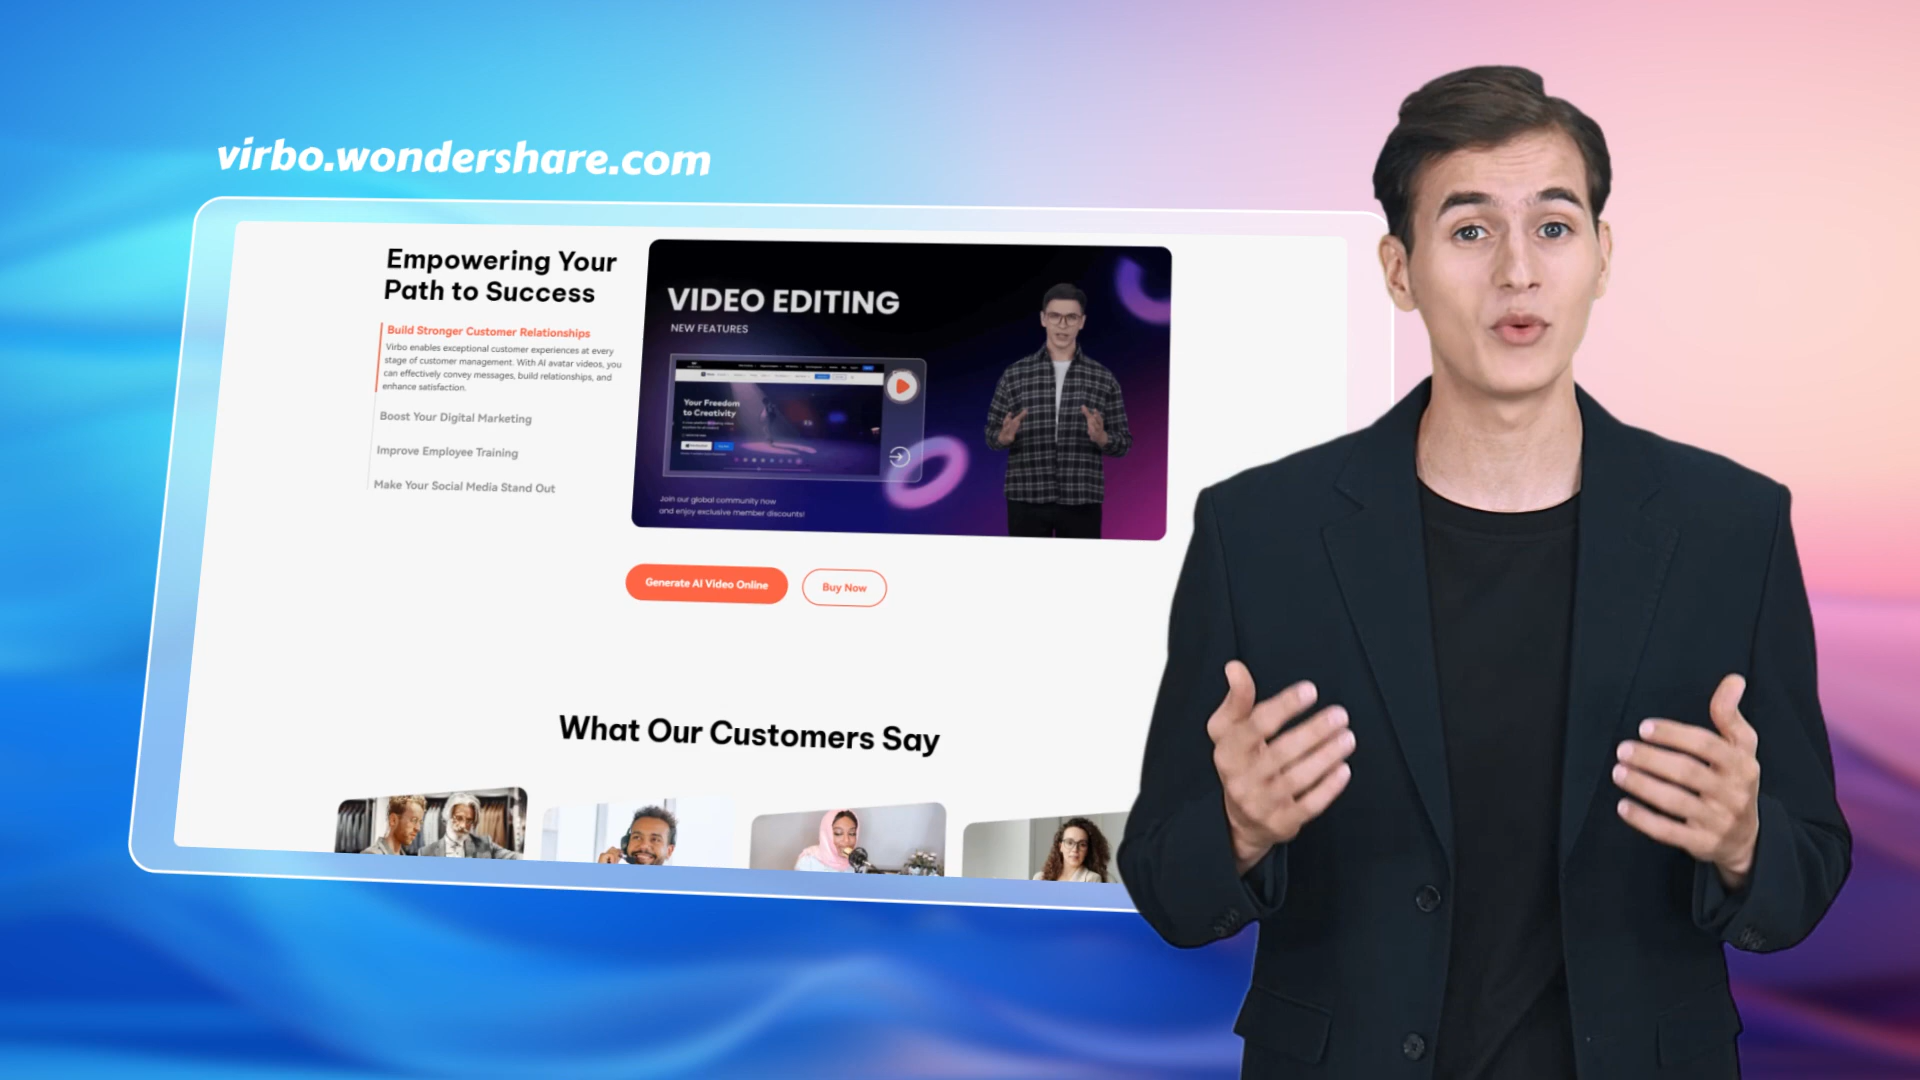 virbo.wondershare.com
Empowering Your
Path to Success
Build Stronger Customer Relationships
Virbo enables exceptional customer experiences at every
stage of customer management. With AI avatar videos, you
can effectively convey messages, build relationships, and
enhance satisfaction.
Boost Your Digital Marketing
Improve Employee Training
Make Your Social Media Stand Out
VIDEO EDITING
NEW FEATURES
Your Freedom
to Creativity
Join our global community now
and enjoy exclusive member discounts!
Generate AI Video Online
Buy Now
What Our Customers Say